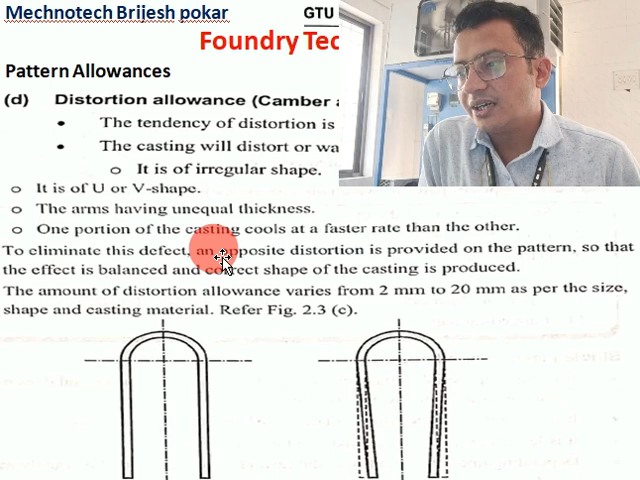 Mechnotech Brijesh pokar
GTU
Foundry Tec
Pattern Allowances
(d) Distortion allowance (Camber a
• The tendency of distortion is
• The casting will distort or wa
o It is of irregular shape.
o It is of U or V-shape.
o The arms having unequal thickness.
o One portion of the casting cools at a faster rate than the other.
To eliminate this defect, an opposite distortion is provided on the pattern, so that
the effect is balanced and correct shape of the casting is produced.
The amount of distortion allowance varies from 2 mm to 20 mm as per the size,
shape and casting material. Refer Fig. 2.3 (c).